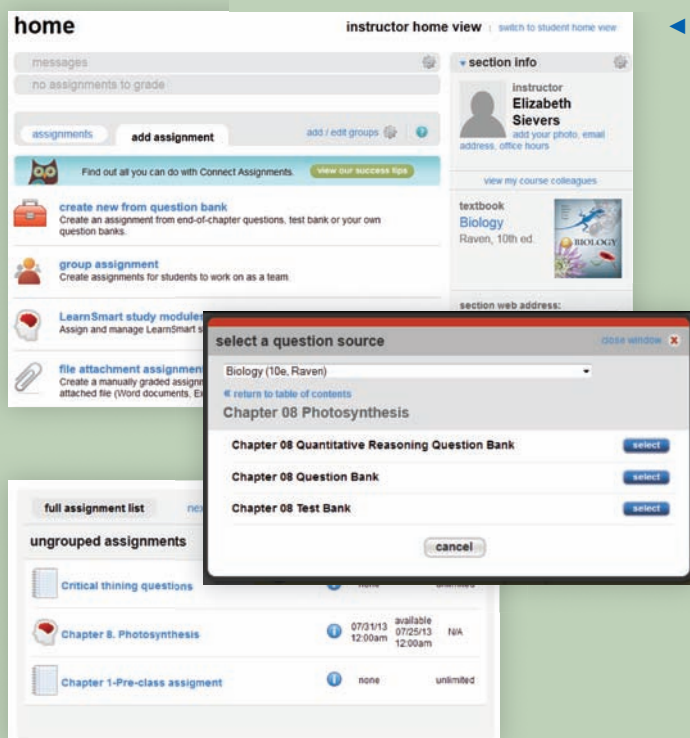 home
instructor home view | switch to student home view
messages
no assignments to grade
assignments
add assignment
add / edit groups
Find out all you can do with Connect Assignments.
view our success tips
create new from question bank
Create an assignment from end-of-chapter questions, test bank or your own
question banks.
group assignment
Create assignments for students to work on as a team.
LearnSmart study modules
Assign and manage LearnSmart s
file attachment assignment
Create a manually graded assignm
attached file (Word documents, Ex
section info
instructor
Elizabeth
Sievers
add your photo, email
address, office hours
view my course colleagues
textbook
Biology
Raven, 10th ed.
BIOLOGY
section web address:
select a question source
close window X
Biology (10e, Raven)
« return to table of contents
Chapter 08 Photosynthesis
Chapter 08 Quantitative Reasoning Question Bank
select
Chapter 08 Question Bank
select
Chapter 08 Test Bank
select
cancel
full assignment list
nex
ungrouped assignments
Critical thining questions
none
unlimited
Chapter 8. Photosynthesis
07/31/13
12:00am
available
07/25/13
12:00am
N/A
Chapter 1-Pre-class assigment
none
unlimited